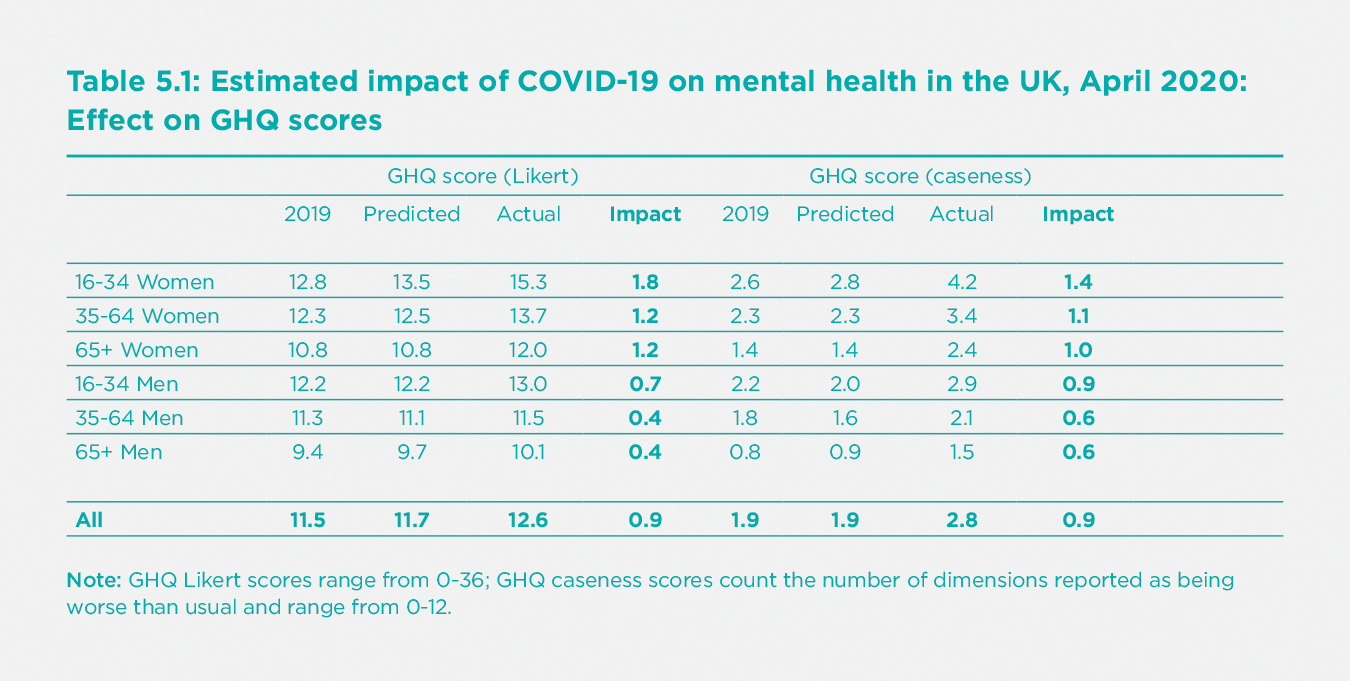 Table 5.1: Estimated impact of COVID-19 on mental health in the UK, April 2020:
Effect on GHQ scores
GHQ score (Likert) GHQ score (caseness)
2019 Predicted Actual Impact 2019 Predicted Actual Impact
16-34 Women 12.8 13.5 15.3 1.8 2.6 2.8 4.2 1.4
35-64 Women 12.3 12.5 13.7 1.2 2.3 2.3 3.4 1.1
65+ Women 10.8 10.8 12.0 1.2 1.4 1.4 2.4 1.0
16-34 Men 12.2 12.2 13.0 0.7 2.2 2.0 2.9 0.9
35-64 Men 11.3 11.1 11.5 0.4 1.8 1.6 2.1 0.6
65+ Men 9.4 9.7 10.1 0.4 0.8 0.9 1.5 0.6
All 11.5 11.7 12.6 0.9 1.9 1.9 2.8 0.9
Note: GHQ Likert scores range from 0-36; GHQ caseness scores count the number of dimensions reported as being
worse than usual and range from 0-12.